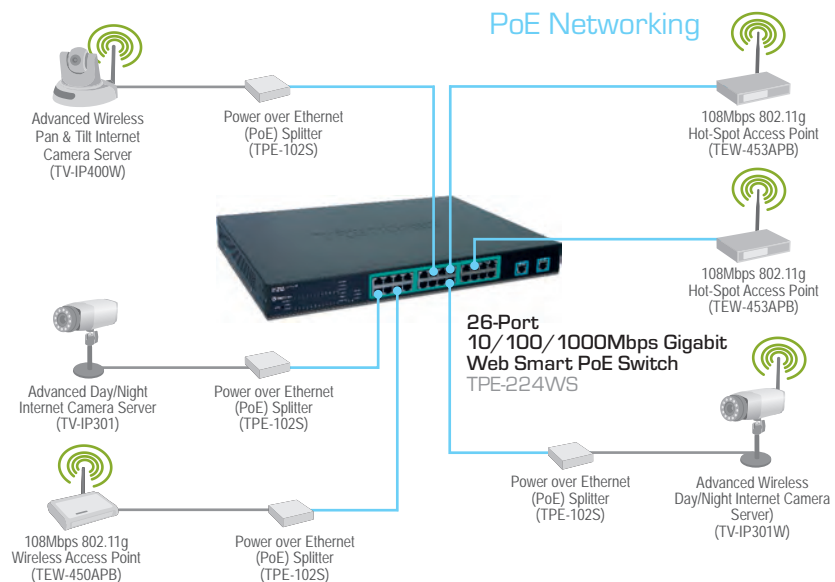 PoE Networking
Advanced Wireless
Pan & Tilt Internet
Camera Server
(TV-IP400W)
Power over Ethernet
(PoE) Splitter
(TPE-102S)
108Mbps 802.11g
Hot-Spot Access Point
(TEW-453APB)
108Mbps 802.11g
Hot-Spot Access Point
(TEW-453APB)
26-Port
10/100/1000Mbps Gigabit
Web Smart PoE Switch
TPE-224WS
Advanced Day/Night
Internet Camera Server
(TV-IP301)
Power over Ethernet
(PoE) Splitter
(TPE-102S)
Power over Ethernet
(PoE) Splitter
(TPE-102S)
Advanced Wireless
Day/Night Internet Camera
Server)
(TV-IP301W)
108Mbps 802.11g
Wireless Access Point
(TEW-450APB)
Power over Ethernet
(PoE) Splitter
(TPE-102S)